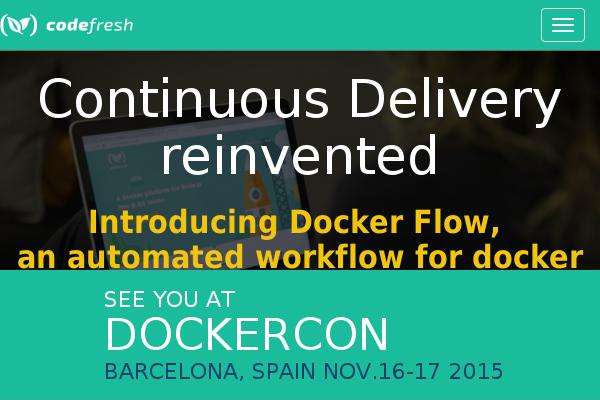 codefresh
Continuous Delivery
reinvented
Introducing Docker Flow,
an automated workflow for docker
SEE YOU AT
DOCKERCON
BARCELONA, SPAIN NOV.16-17 2015